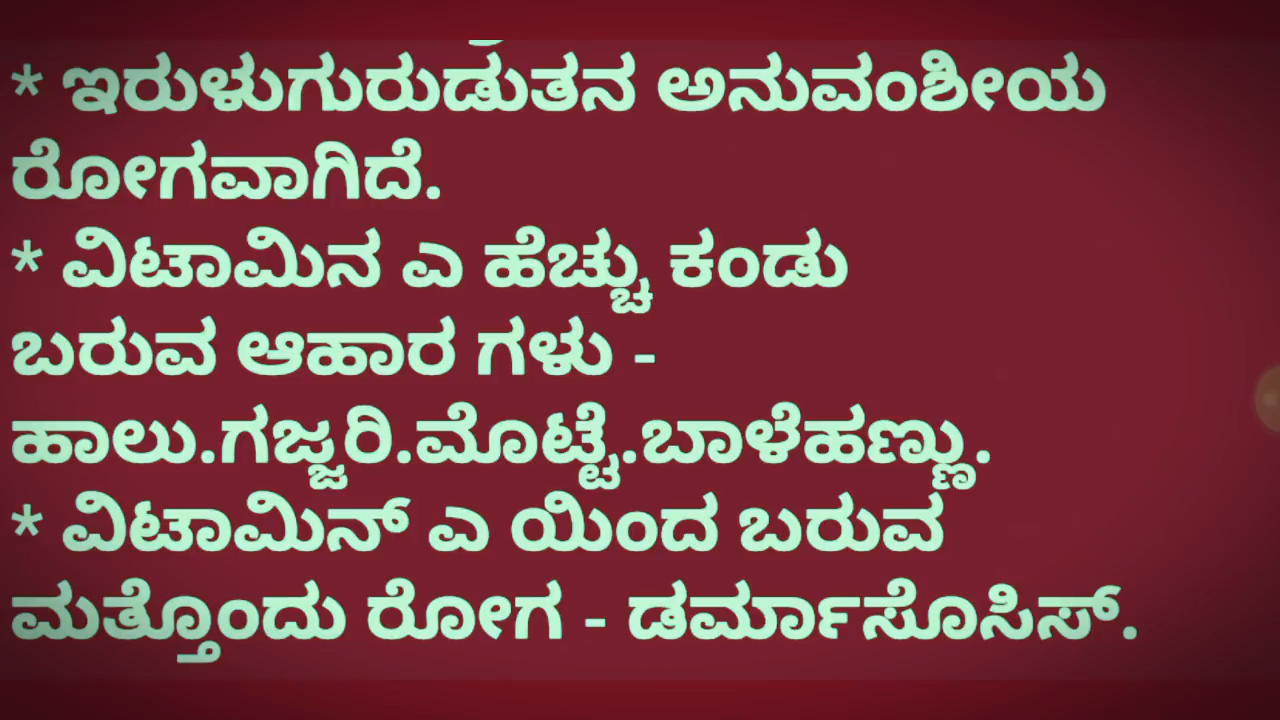 * ಇರುಳುಗುರುಡುತನ ಅನುವಂಶೀಯ
ರೋಗವಾಗಿದೆ.
* ವಿಟಾಮಿನ ಎ ಹೆಚ್ಚು ಕಂಡು
ಬರುವ ಆಹಾರ ಗಳು -
ಹಾಲು.ಗಜ್ಜರಿ.ಮೊಟ್ಟೆ.ಬಾಳೆಹಣ್ಣು.
* ವಿಟಾಮಿನ್ ಎ ಯಿಂದ ಬರುವ
ಮತ್ತೊಂದು ರೋಗ - ಡರ್ಮಾಸೊಸಿಸ್.